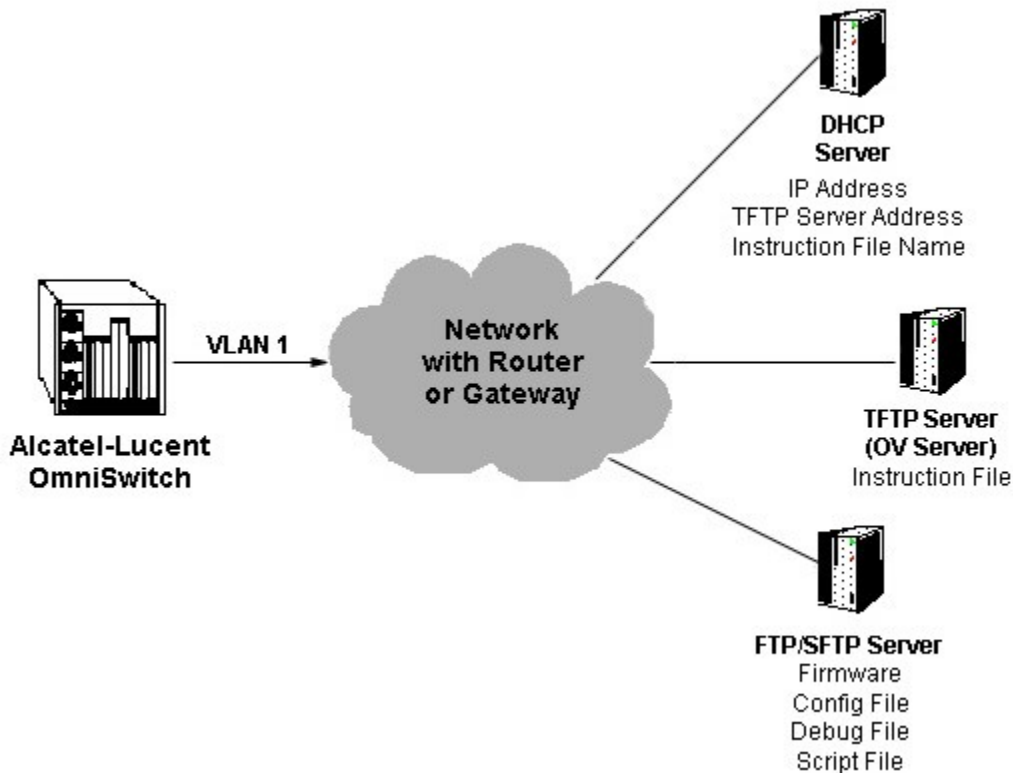 DHCP
Server
IP Address
TFTP Server Address
Instruction File Name
Network
with Router
or Gateway
VLAN 1
Alcatel-Lucent
OmniSwitch
TFTP Server
(OV Server)
Instruction File
FTP/SFTP Server
Firmware
Config File
Debug File
Script File